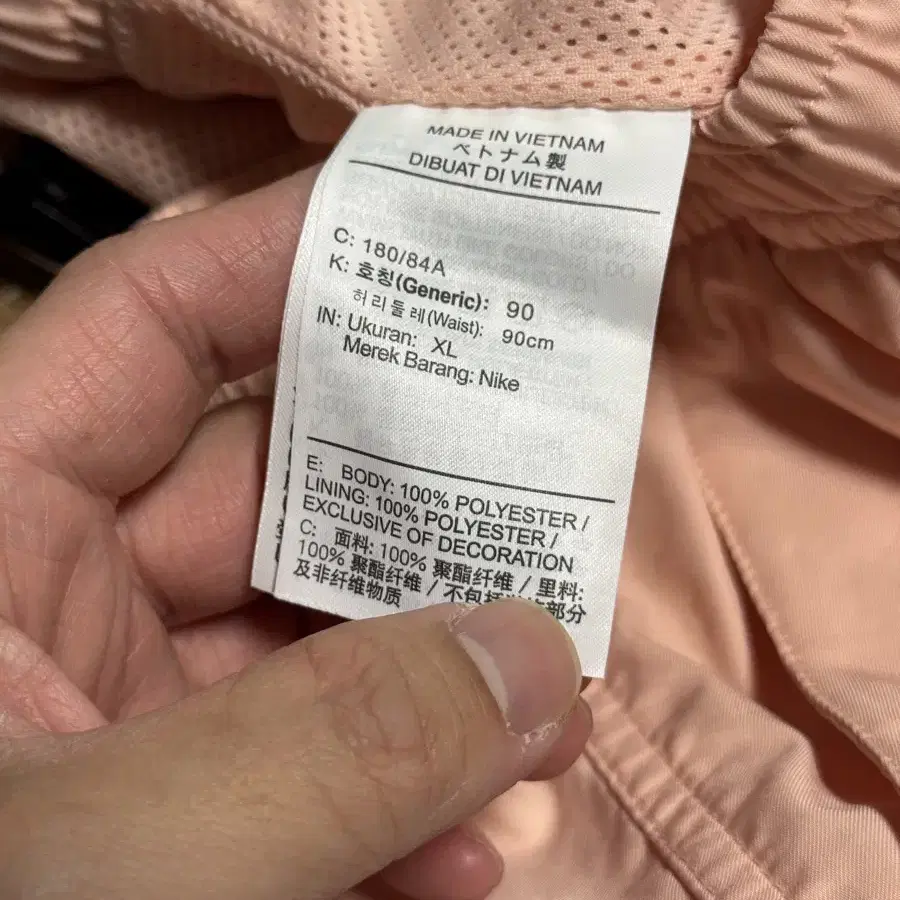 MADE IN VIETNAM
ベトナム製
DIBUAT DI VIETNAM
C: 180/84A
K: 호칭(Generic): 90
허리둘레(Waist): 90cm
IN: Ukuran: XL
Merek Barang: Nike
E: BODY: 100% POLYESTER /
LINING: 100% POLYESTER /
EXCLUSIVE OF DECORATION
C: 面料: 100% 聚酯纤维 / 里料:
100% 聚酯纤维 / 不包括 部分
及非纤维物质